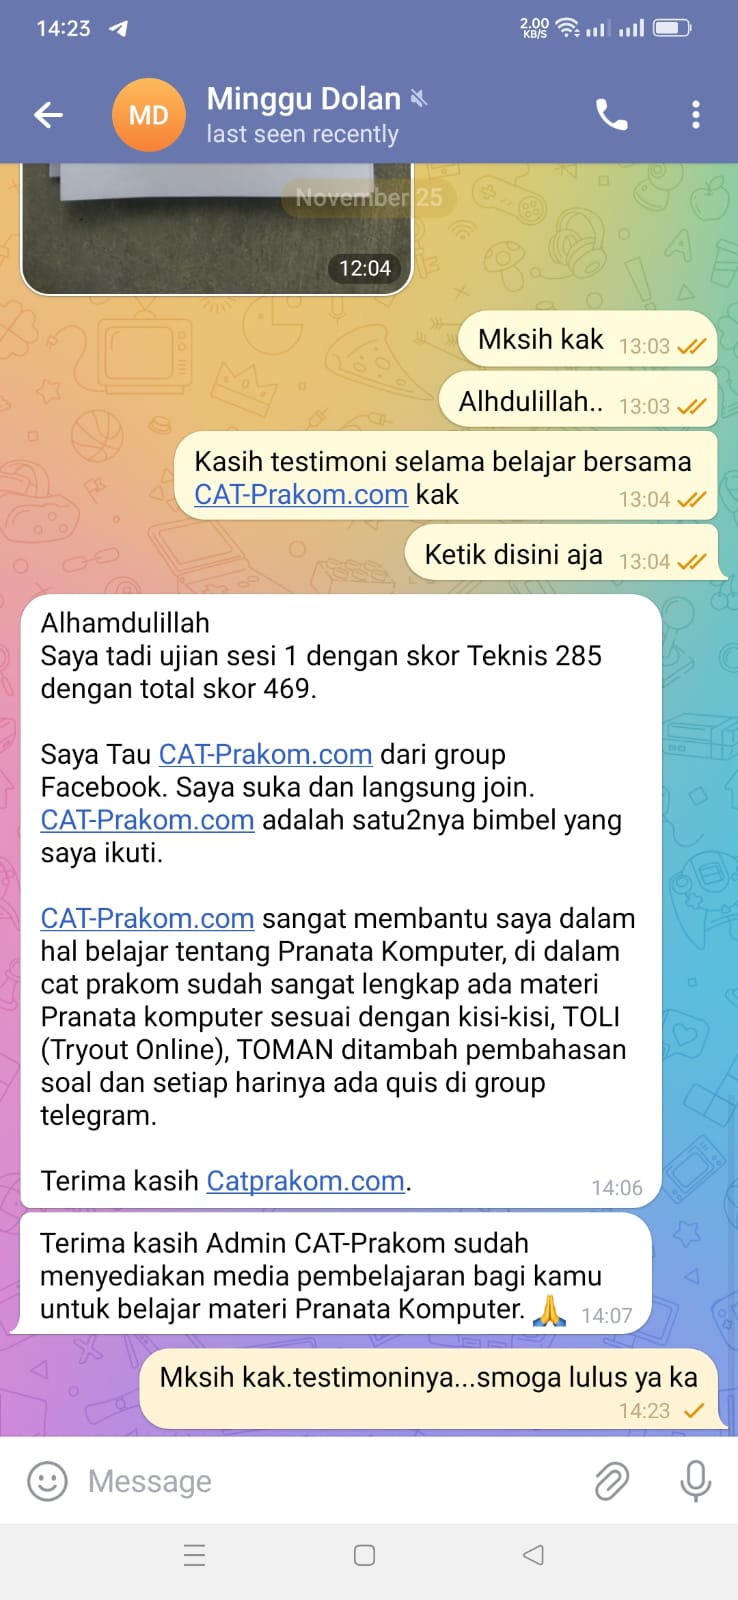 14:23
2.00
KB/S
MD
Minggu Dolan
last seen recently
November 25
12:04
Mksih kak 13:03
Alhdulillah.. 13:03
Kasih testimoni selama belajar bersama
CAT-Prakom.com kak 13:04
Ketik disini aja 13:04
Alhamdulillah
Saya tadi ujian sesi 1 dengan skor Teknis 285
dengan total skor 469.
Saya Tau CAT-Prakom.com dari group
Facebook. Saya suka dan langsung join.
CAT-Prakom.com adalah satu2nya bimbel yang
saya ikuti.
CAT-Prakom.com sangat membantu saya dalam
hal belajar tentang Pranata Komputer, di dalam
cat prakom sudah sangat lengkap ada materi
Pranata komputer sesuai dengan kisi-kisi, TOLI
(Tryout Online), TOMAN ditambah pembahasan
soal dan setiap harinya ada quis di group
telegram.
Terima kasih Catprakom.com. 14:06
Terima kasih Admin CAT-Prakom sudah
menyediakan media pembelajaran bagi kamu
untuk belajar materi Pranata Komputer. 🙏 14:07
Mksih kak.testimoninya...smoga lulus ya ka
14:23
Message